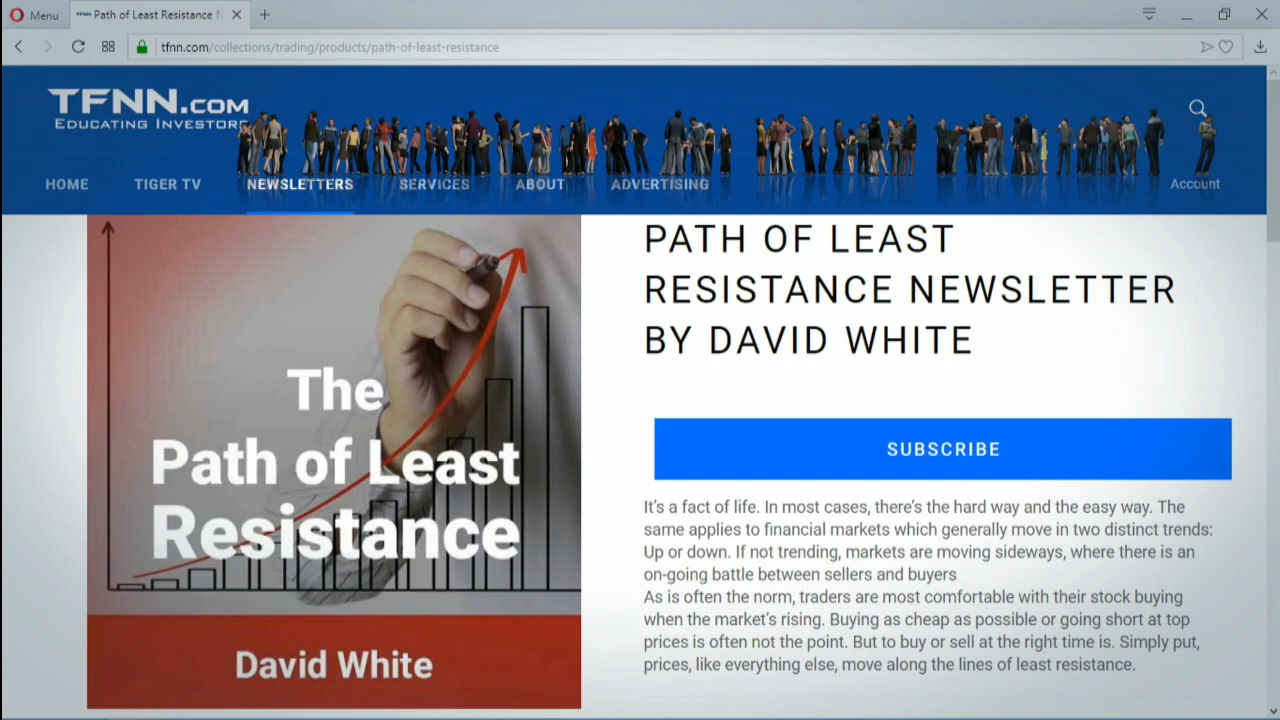 Menu
Path of Least Resistance N
tfnn.com/collections/trading/products/path-of-least-resistance
TFNN.COM
EDUCATING INVESTORS
HOME TIGER TV NEWSLETTERS SERVICES ABOUT ADVERTISING Account
PATH OF LEAST
RESISTANCE NEWSLETTER
BY DAVID WHITE
The
Path of Least
Resistance
David White
SUBSCRIBE
It’s a fact of life. In most cases, there’s the hard way and the easy way. The
same applies to financial markets which generally move in two distinct trends:
Up or down. If not trending, markets are moving sideways, where there is an
on-going battle between sellers and buyers
As is often the norm, traders are most comfortable with their stock buying
when the market’s rising. Buying as cheap as possible or going short at top
prices is often not the point. But to buy or sell at the right time is. Simply put,
prices, like everything else, move along the lines of least resistance.